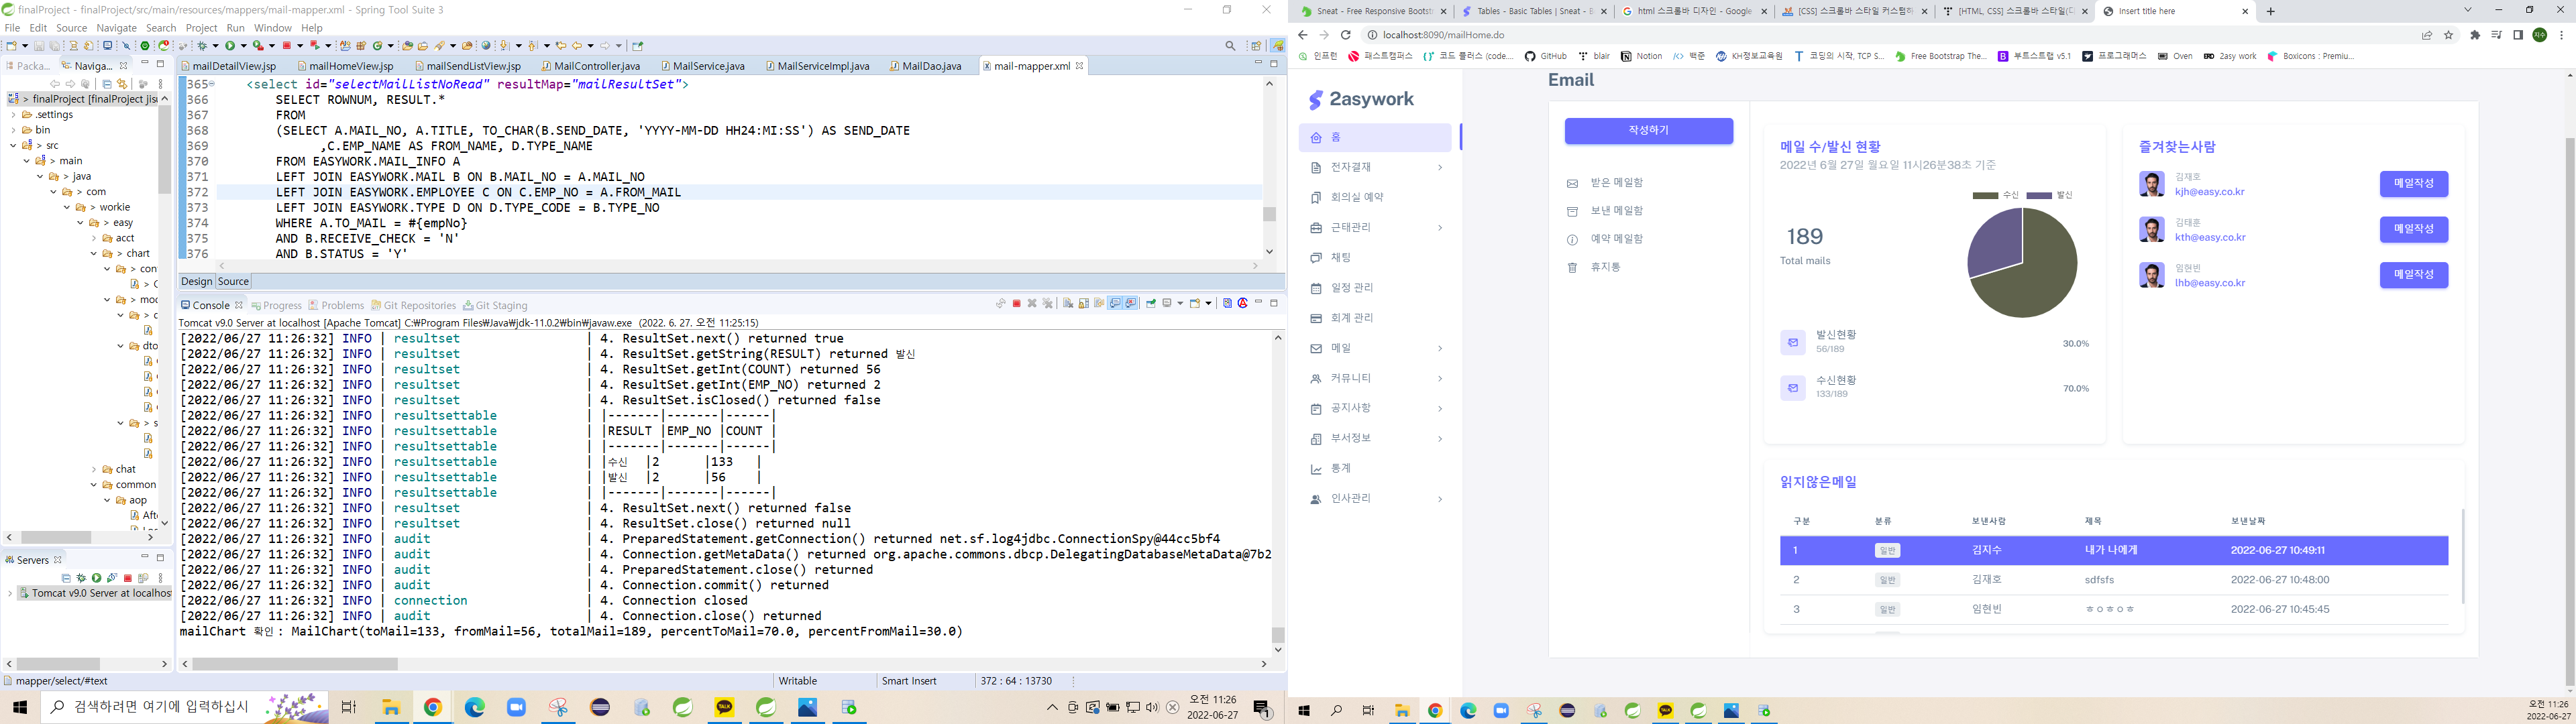 finalProject - finalProject/src/main/resources/mappers/mail-mapper.xml - Spring Tool Suite 3
File Edit Source Navigate Search Project Run Window Help
Packa... Naviga...
finalProject [finalProject jisu
.settings
bin
> src
> main
> java
> com
> workie
> easy
acct
> chart
> con
> C
> mod
> c
dto
> s
chat
common
aop
Afte
Servers
Tomcat v9.0 Server at localhost
mailDetailView.jsp mailHomeView.jsp mailSendListView.jsp MailController.java MailService.java MailServiceImpl.java MailDao.java mail-mapper.xml
365 <select id="selectMailListNoRead" resultMap="mailResultSet">
366 SELECT ROWNUM, RESULT.*
367 FROM
368 (SELECT A.MAIL_NO, A.TITLE, TO_CHAR(B.SEND_DATE, 'YYYY-MM-DD HH24:MI:SS') AS SEND_DATE
369 ,C.EMP_NAME AS FROM_NAME, D.TYPE_NAME
370 FROM EASYWORK.MAIL_INFO A
371 LEFT JOIN EASYWORK.MAIL B ON B.MAIL_NO = A.MAIL_NO
372 LEFT JOIN EASYWORK.EMPLOYEE C ON C.EMP_NO = A.FROM_MAIL
373 LEFT JOIN EASYWORK.TYPE D ON D.TYPE_CODE = B.TYPE_NO
374 WHERE A.TO_MAIL = #{empNo}
375 AND B.RECEIVE_CHECK = 'N'
376 AND B.STATUS = 'Y'
Design Source
Console Progress Problems Git Repositories Git Staging
Tomcat v9.0 Server at localhost [Apache Tomcat] C:₩Program Files₩Java₩jdk-11.0.2₩bin₩javaw.exe (2022. 6. 27. 오전 11:25:15)
[2022/06/27 11:26:32] INFO | resultset | 4. ResultSet.next() returned true
[2022/06/27 11:26:32] INFO | resultset | 4. ResultSet.getString(RESULT) returned 발신
[2022/06/27 11:26:32] INFO | resultset | 4. ResultSet.getInt(COUNT) returned 56
[2022/06/27 11:26:32] INFO | resultset | 4. ResultSet.getInt(EMP_NO) returned 2
[2022/06/27 11:26:32] INFO | resultset | 4. ResultSet.isClosed() returned false
[2022/06/27 11:26:32] INFO | resultsettable | |-------|-------|------|
[2022/06/27 11:26:32] INFO | resultsettable | |RESULT |EMP_NO |COUNT |
[2022/06/27 11:26:32] INFO | resultsettable | |-------|-------|------|
[2022/06/27 11:26:32] INFO | resultsettable | |수신 |2 |133 |
[2022/06/27 11:26:32] INFO | resultsettable | |발신 |2 |56 |
[2022/06/27 11:26:32] INFO | resultsettable | |-------|-------|------|
[2022/06/27 11:26:32] INFO | resultset | 4. ResultSet.next() returned false
[2022/06/27 11:26:32] INFO | resultset | 4. ResultSet.close() returned null
[2022/06/27 11:26:32] INFO | audit | 4. PreparedStatement.getConnection() returned net.sf.log4jdbc.ConnectionSpy@44cc5bf4
[2022/06/27 11:26:32] INFO | audit | 4. Connection.getMetaData() returned org.apache.commons.dbcp.DelegatingDatabaseMetaData@7b2
[2022/06/27 11:26:32] INFO | audit | 4. PreparedStatement.close() returned
[2022/06/27 11:26:32] INFO | audit | 4. Connection.commit() returned
[2022/06/27 11:26:32] INFO | connection | 4. Connection closed
[2022/06/27 11:26:32] INFO | audit | 4. Connection.close() returned
mailChart 확인 : MailChart(toMail=133, fromMail=56, totalMail=189, percentToMail=70.0, percentFromMail=30.0)
mapper/select/#text Writable Smart Insert 372 : 64 : 13730
검색하려면 여기에 입력하십시
TALK
오전 11:26
2022-06-27
1
Sneat - Free Responsive Bootst Tables - Basic Tables | Sneat - B html 스크롤바 디자인 - Google [CSS] 스크롤바 스타일 커스텀하 [HTML, CSS] 스크롤바 스타일(디 Insert title here
localhost:8090/mailHome.do
지수
인프런 패스트캠퍼스 코드 플러스 (code.... GitHub blair Notion 백준 KH정보교육원 코딩의 시작, TCP S... Free Bootstrap The... 부트스트랩 v5.1 프로그래머스 Oven 2asy work Boxicons : Premiu...
2asywork
홈
전자결재
회의실 예약
근태관리
채팅
일정 관리
회계 관리
메일
커뮤니티
공지사항
부서정보
통계
인사관리
Email
작성하기
받은 메일함
보낸 메일함
예약 메일함
휴지통
메일 수/발신 현황
2022년 6월 27일 월요일 11시26분38초 기준
수신 발신
189
Total mails
발신현황
56/189
30.0%
수신현황
133/189
70.0%
즐겨찾는사람
김재호
kjh@easy.co.kr
메일작성
김태훈
kth@easy.co.kr
메일작성
임현빈
lhb@easy.co.kr
메일작성
읽지않은메일
구분 분류 보낸사람 제목 보낸날짜
1 일반 김지수 내가 나에게 2022-06-27 10:49:11
2 일반 김재호 sdfsfs 2022-06-27 10:48:00
3 일반 임현빈 ㅎㅇㅎㅇㅎ 2022-06-27 10:45:45
TALK
오전 11:26
2022-06-27